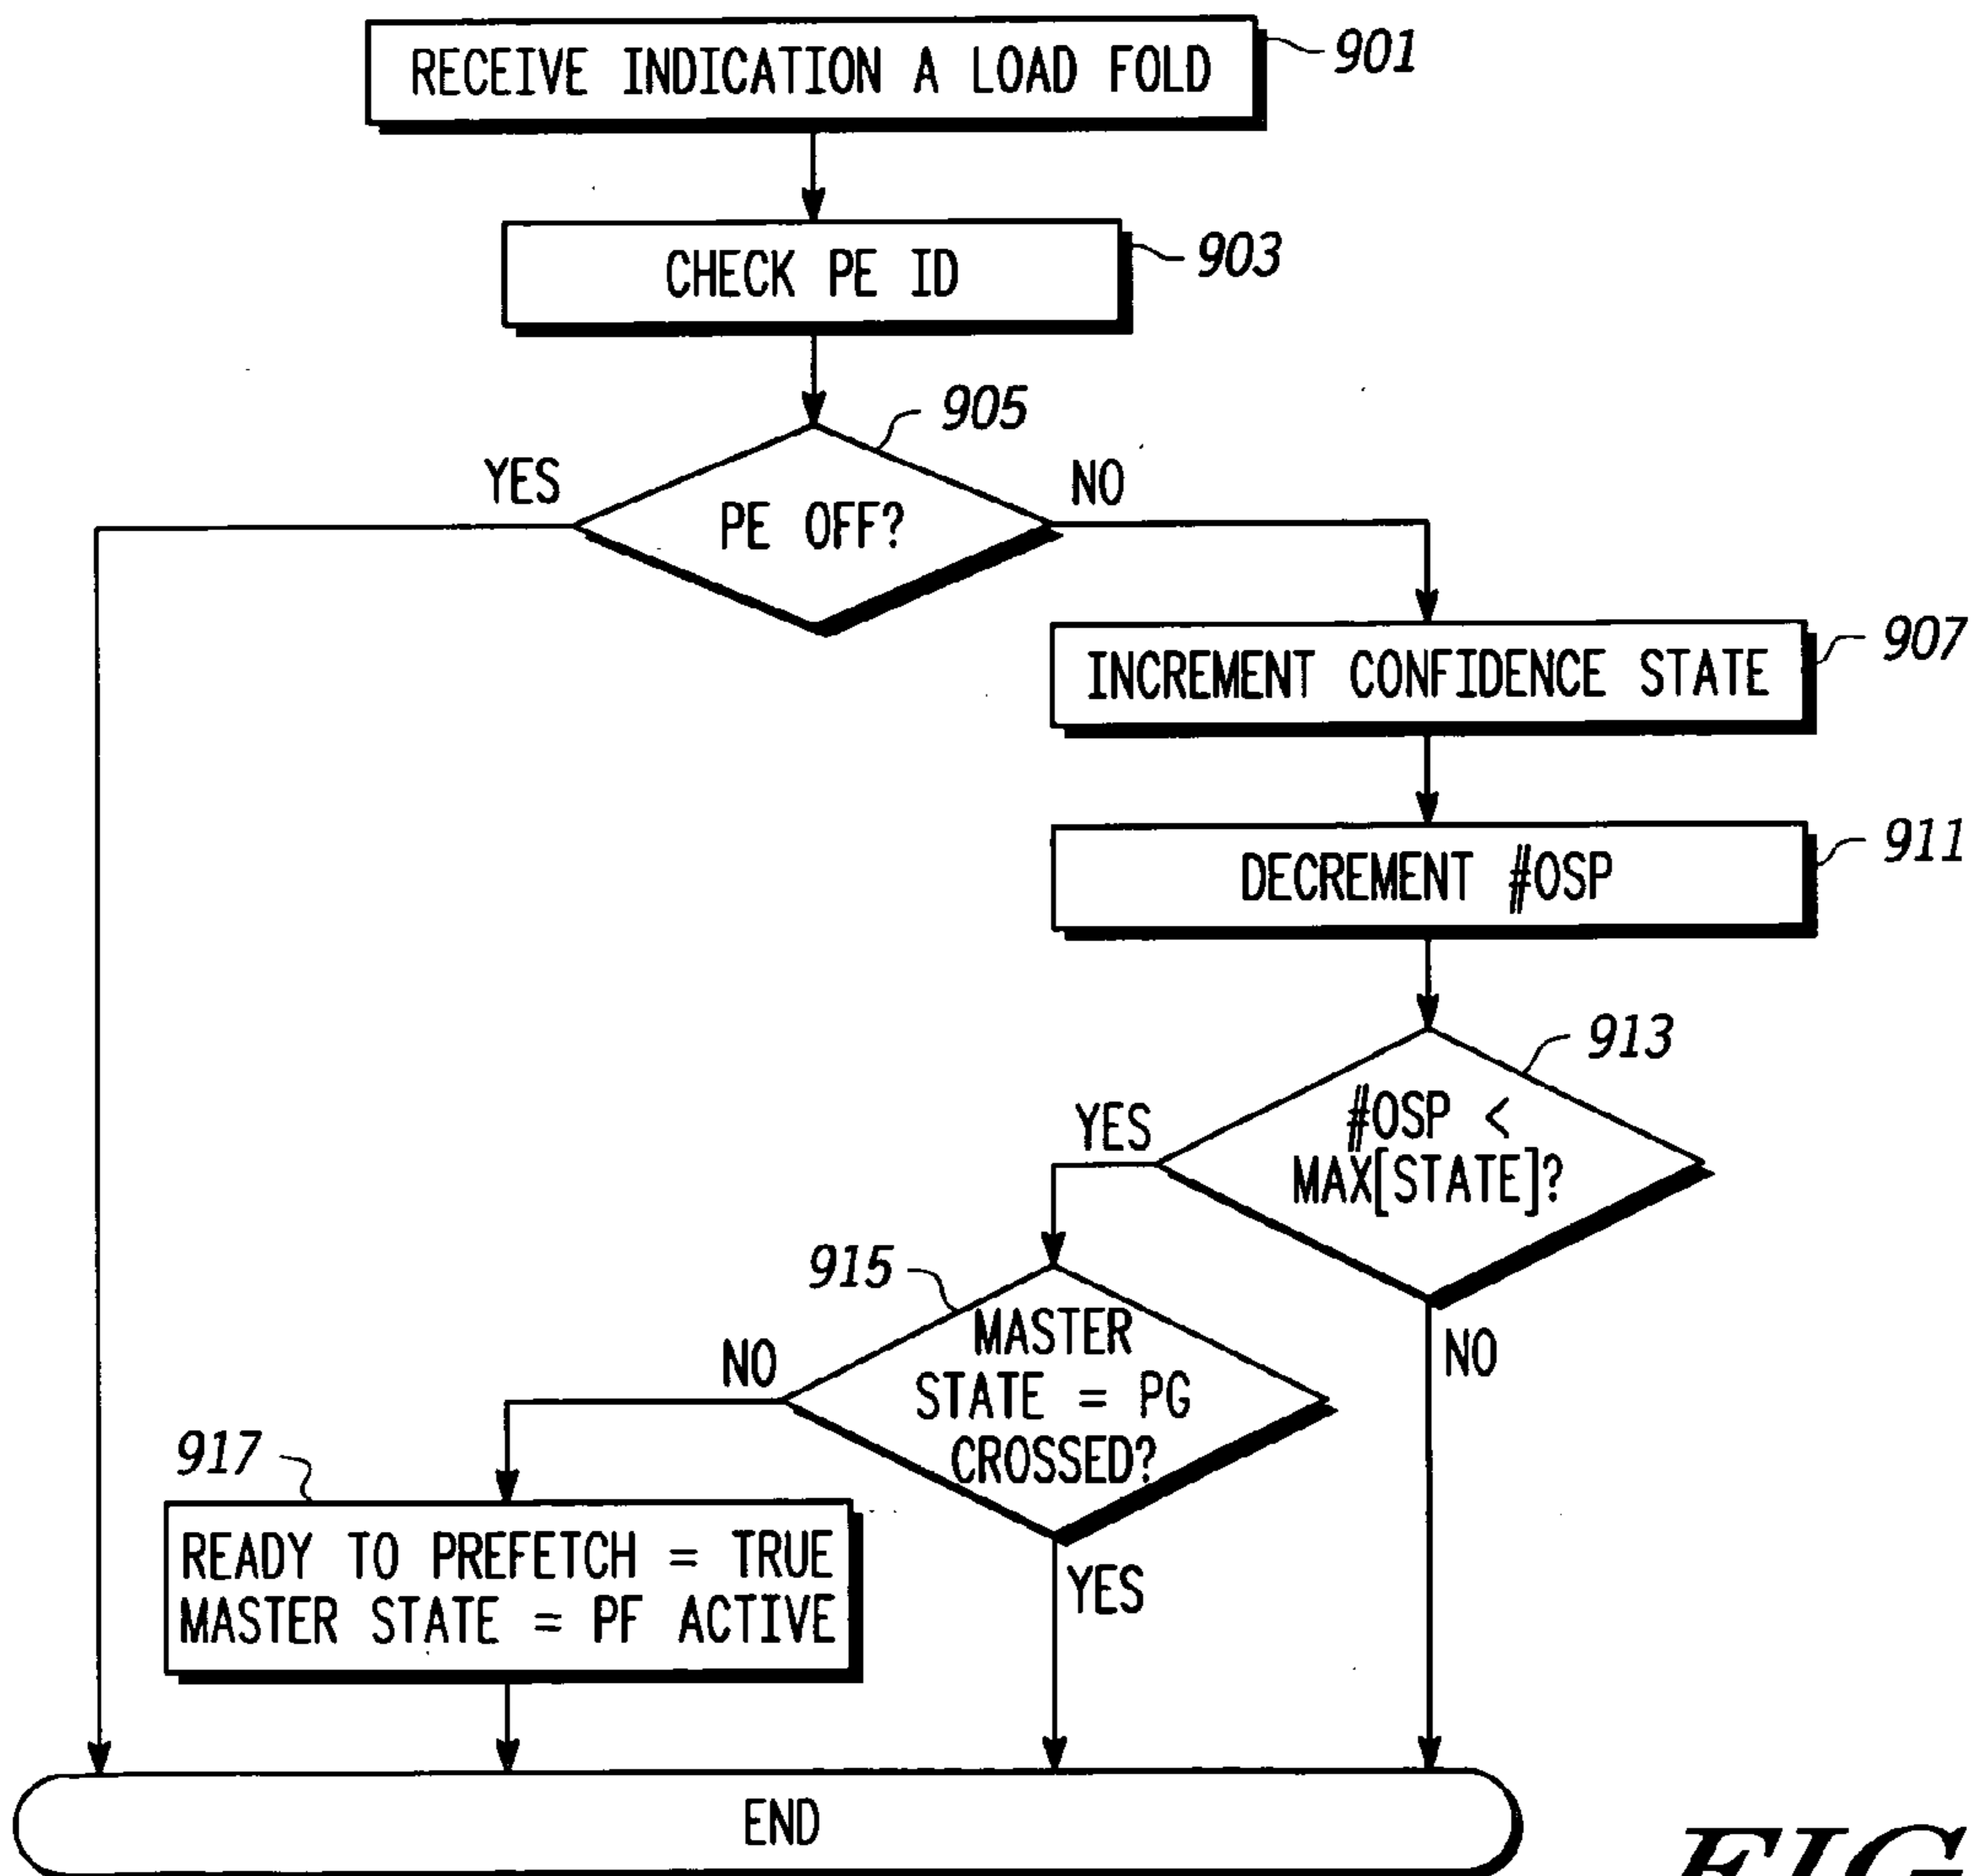 RECEIVE INDICATION A LOAD FOLD
901
CHECK PE ID
903
905
YES
NO
PE OFF?
907
INCREMENT CONFIDENCE STATE
911
DECREMENT #OSP
913
YES
#OSP <
MAX[STATE]?
915
MASTER
NO
NO
STATE = PG
CROSSED?
917
READY TO PREFETCH = TRUE
YES
MASTER STATE = PF ACTIVE
END
FIG